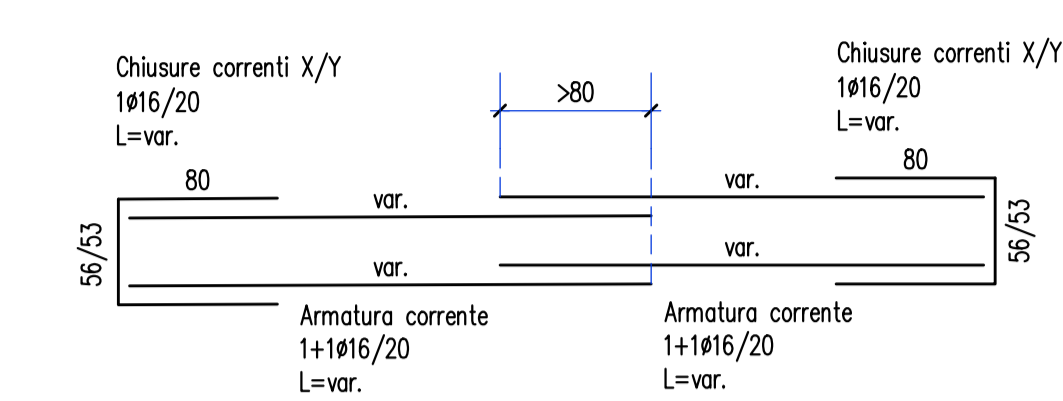 Chiusure correnti X/Y
1ø16/20
L=var.
Chiusure correnti X/Y
1ø16/20
L=var.
>80
80
80
var.
var.
56/53
56/53
var.
var.
Armatura corrente
1+1ø16/20
L=var.
Armatura corrente
1+1ø16/20
L=var.